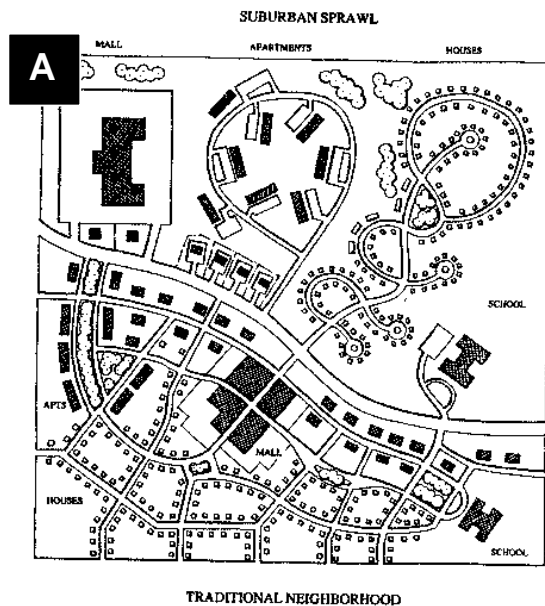 SUBURBAN SPRAWL
A
MALL APARTMENTS HOUSES
SCHOOL
APTS
MALL
HOUSES
SCHOOL
TRADITIONAL NEIGHBORHOOD